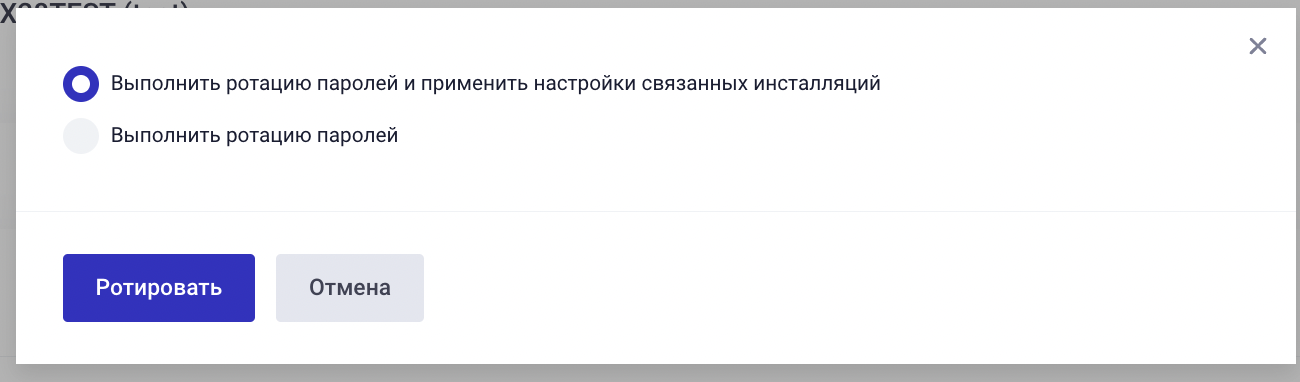 Выполнить ротацию паролей и применить настройки связанных инсталляций
Выполнить ротацию паролей
Ротировать
Отмена